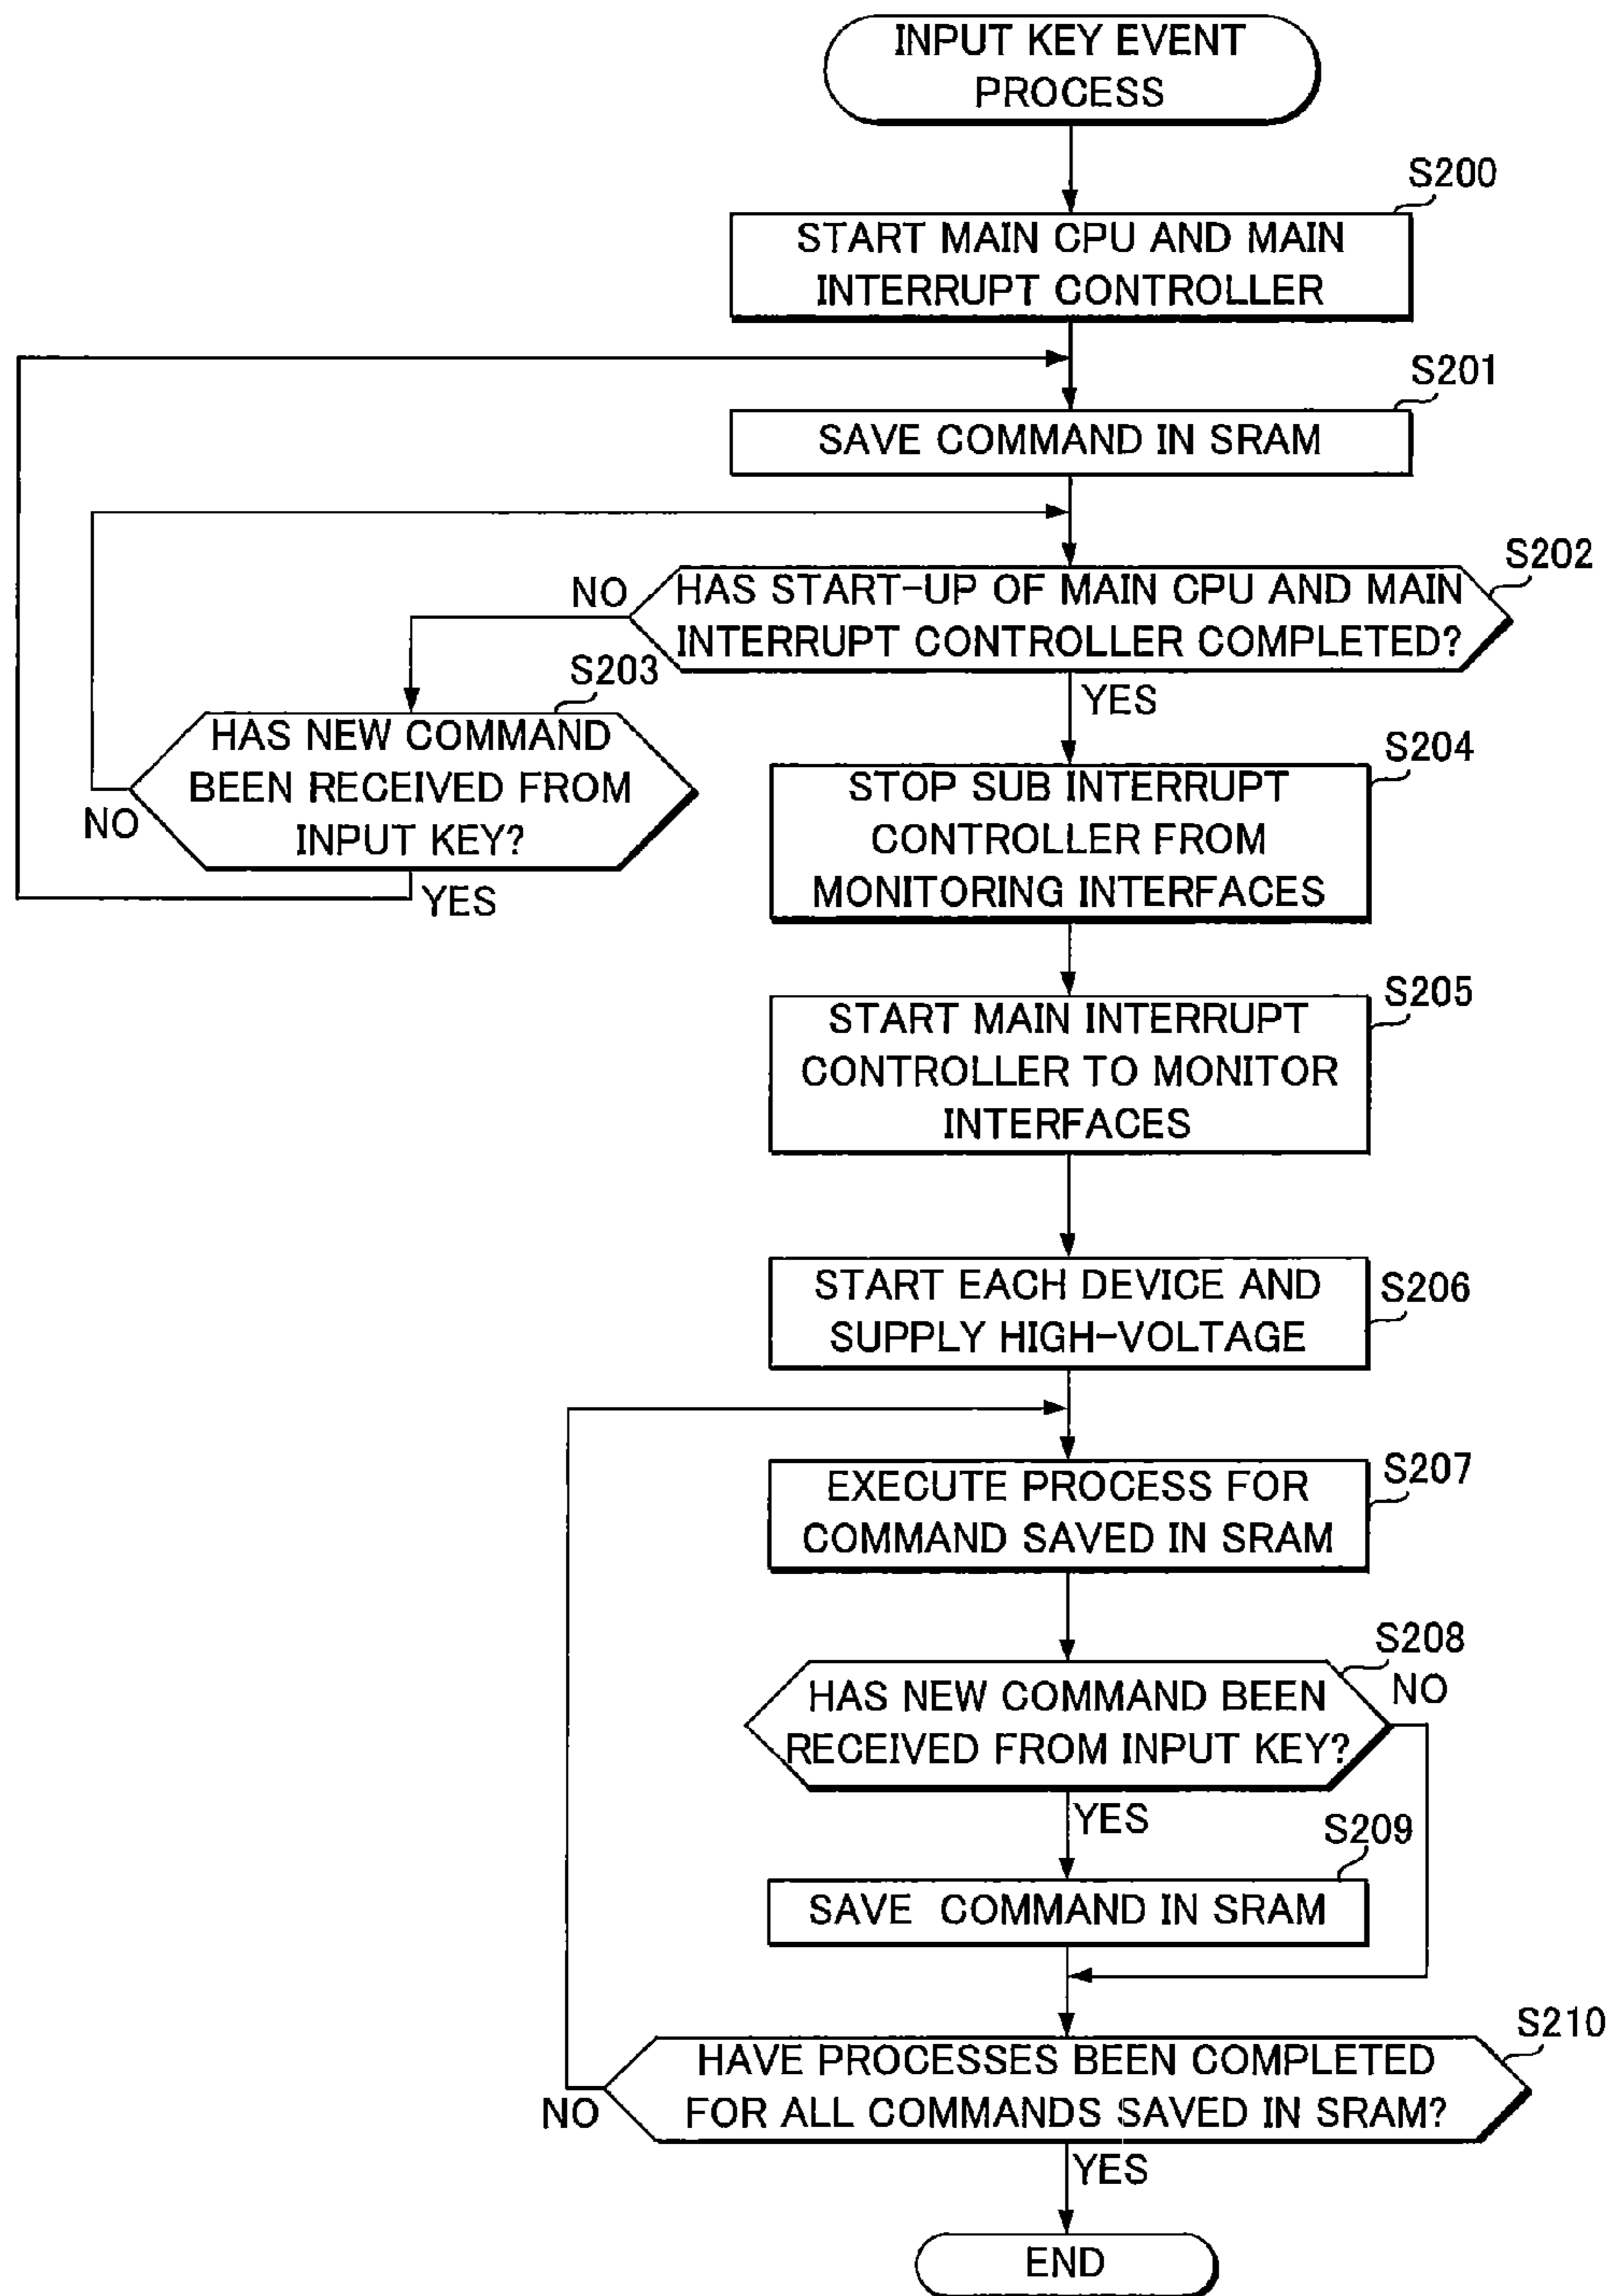 INPUT KEY EVENT
PROCESS
S200
START MAIN CPU AND MAIN
INTERRUPT CONTROLLER
S201
SAVE COMMAND IN SRAM
S202
HAS START-UP OF MAIN CPU AND MAIN
INTERRUPT CONTROLLER COMPLETED?
NO
YES
S203
HAS NEW COMMAND
BEEN RECEIVED FROM
INPUT KEY?
NO
YES
S204
STOP SUB INTERRUPT
CONTROLLER FROM
MONITORING INTERFACES
S205
START MAIN INTERRUPT
CONTROLLER TO MONITOR
INTERFACES
S206
START EACH DEVICE AND
SUPPLY HIGH-VOLTAGE
S207
EXECUTE PROCESS FOR
COMMAND SAVED IN SRAM
S208
HAS NEW COMMAND BEEN
RECEIVED FROM INPUT KEY?
NO
YES
S209
SAVE COMMAND IN SRAM
S210
HAVE PROCESSES BEEN COMPLETED
FOR ALL COMMANDS SAVED IN SRAM?
NO
YES
END